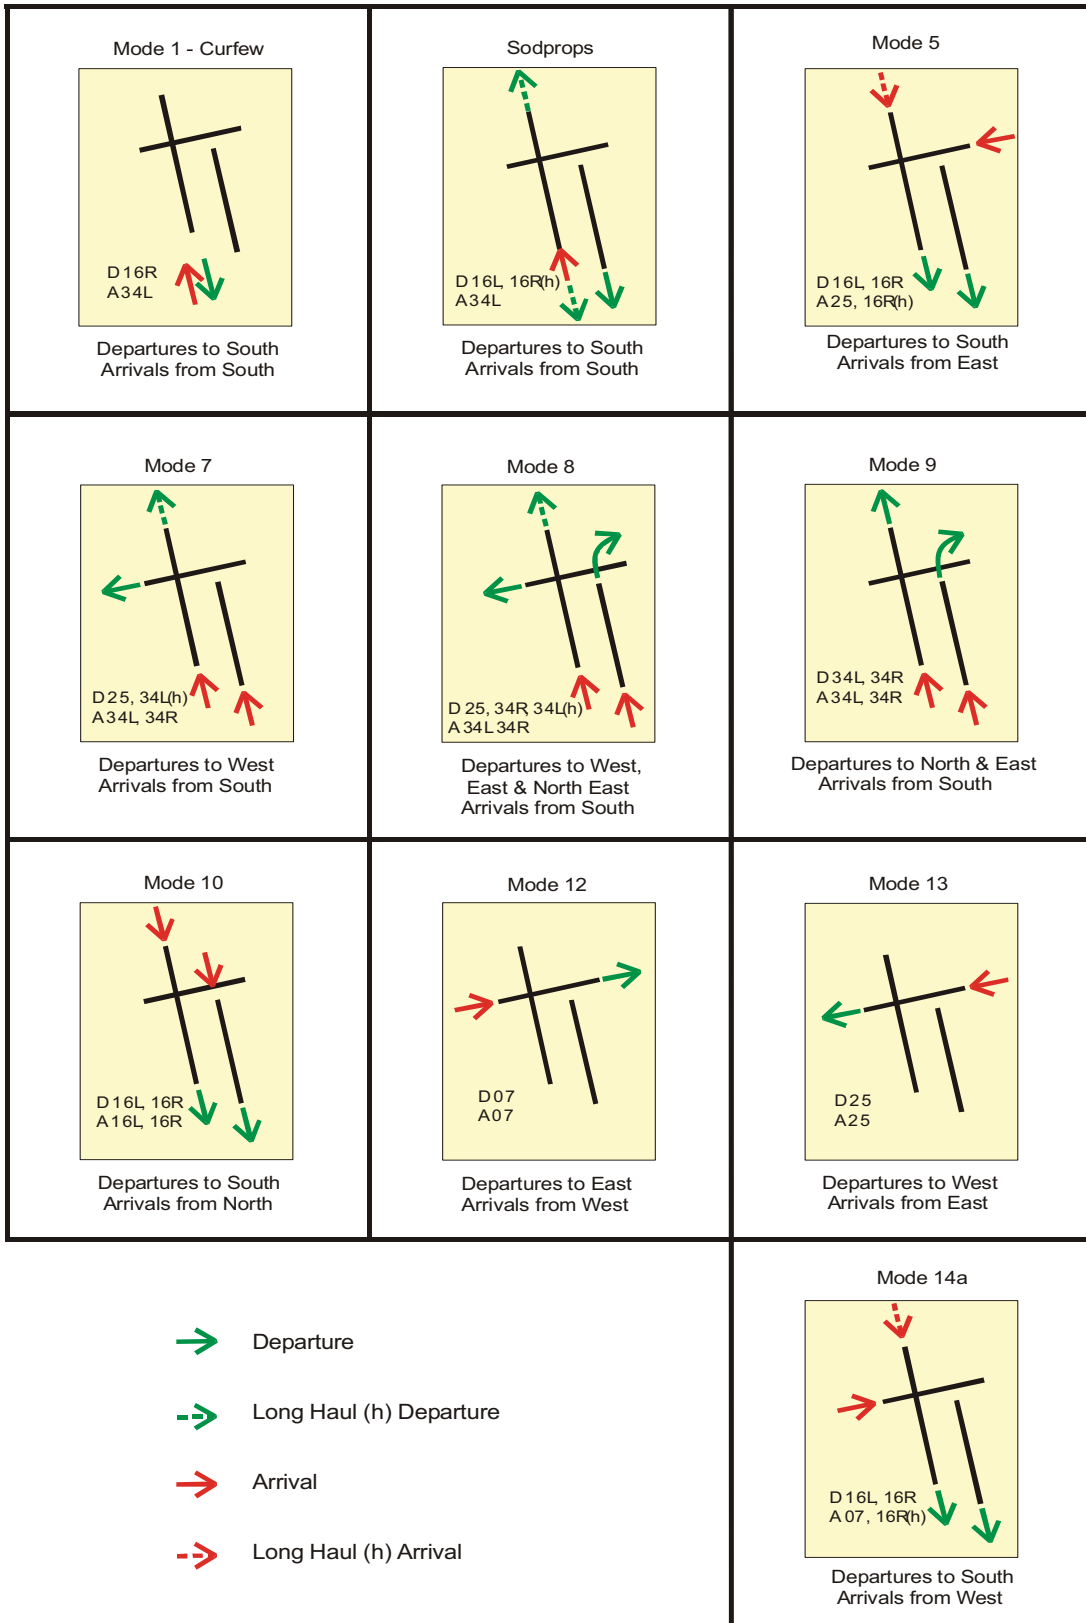 Mode 1 - Curfew
D16R
A34L
Departures to South
Arrivals from South
Sodprops
D16L, 16R(h)
A34L
Departures to South
Arrivals from South
Mode 5
D16L, 16R
A25, 16R(h)
Departures to South
Arrivals from East
Mode 7
D25, 34L(h)
A34L, 34R
Departures to West
Arrivals from South
Mode 8
D25, 34R, 34L(h)
A34L 34R
Departures to West,
East & North East
Arrivals from South
Mode 9
D34L, 34R
A34L, 34R
Departures to North & East
Arrivals from South
Mode 10
D16L, 16R
A16L, 16R
Departures to South
Arrivals from North
Mode 12
D07
A07
Departures to East
Arrivals from West
Mode 13
D25
A25
Departures to West
Arrivals from East
Departure
Long Haul (h) Departure
Arrival
Long Haul (h) Arrival
Mode 14a
D16L, 16R
A07, 16R(h)
Departures to South
Arrivals from West